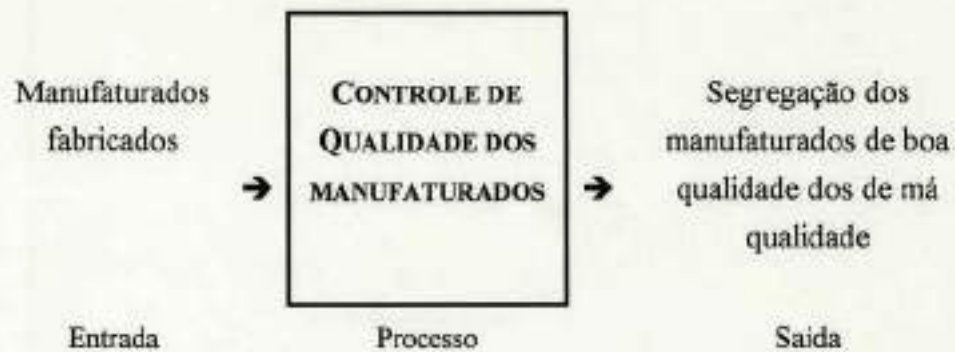 Manufaturados
fabricados
➔
CONTROLE DE
QUALIDADE DOS
MANUFATURADOS
➔
Segregação dos
manufaturados de boa
qualidade dos de má
qualidade
Entrada
Processo
Saida